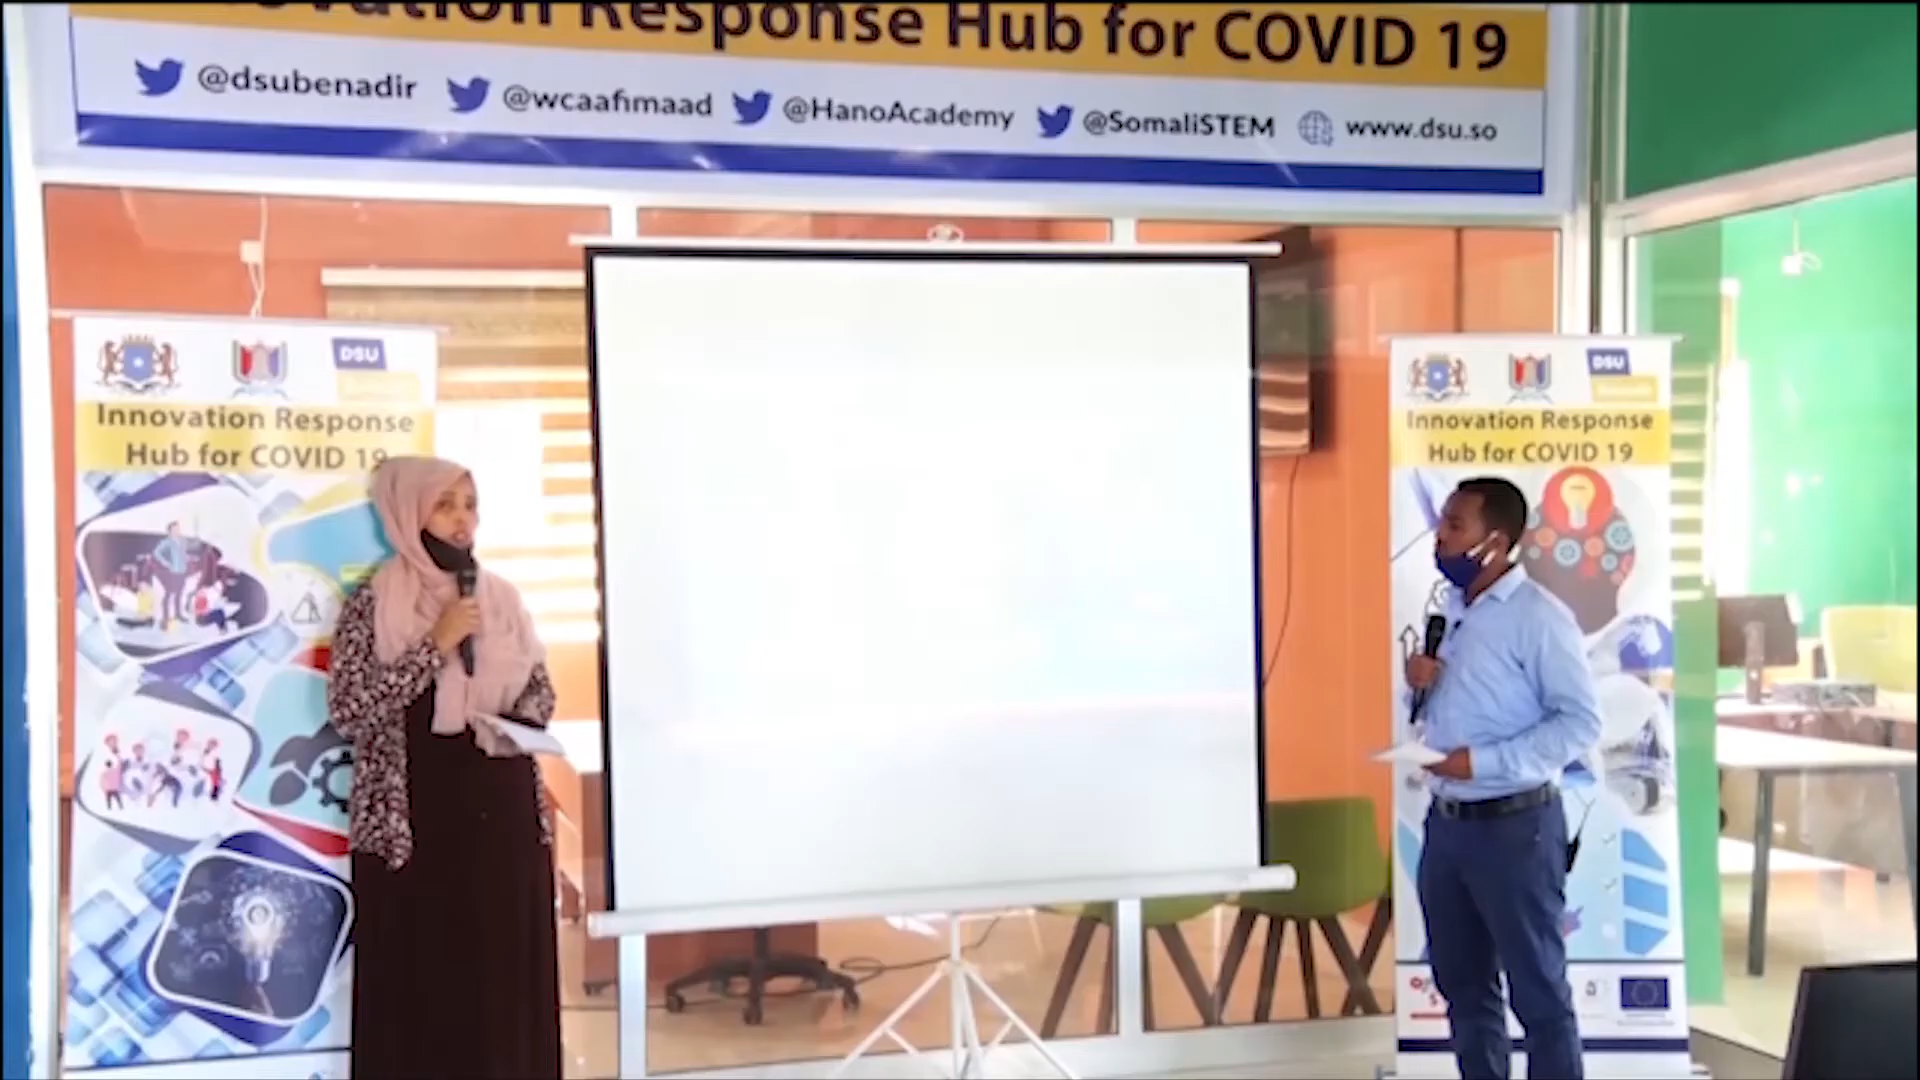 Response Hub for COVID 19
@dsubenadir @wcaafimaad @HanoAcademy @SomaliSTEM www.dsu.so
DSU
Innovation Response
Hub for COVID 19
DSU
Innovation Response
Hub for COVID 19